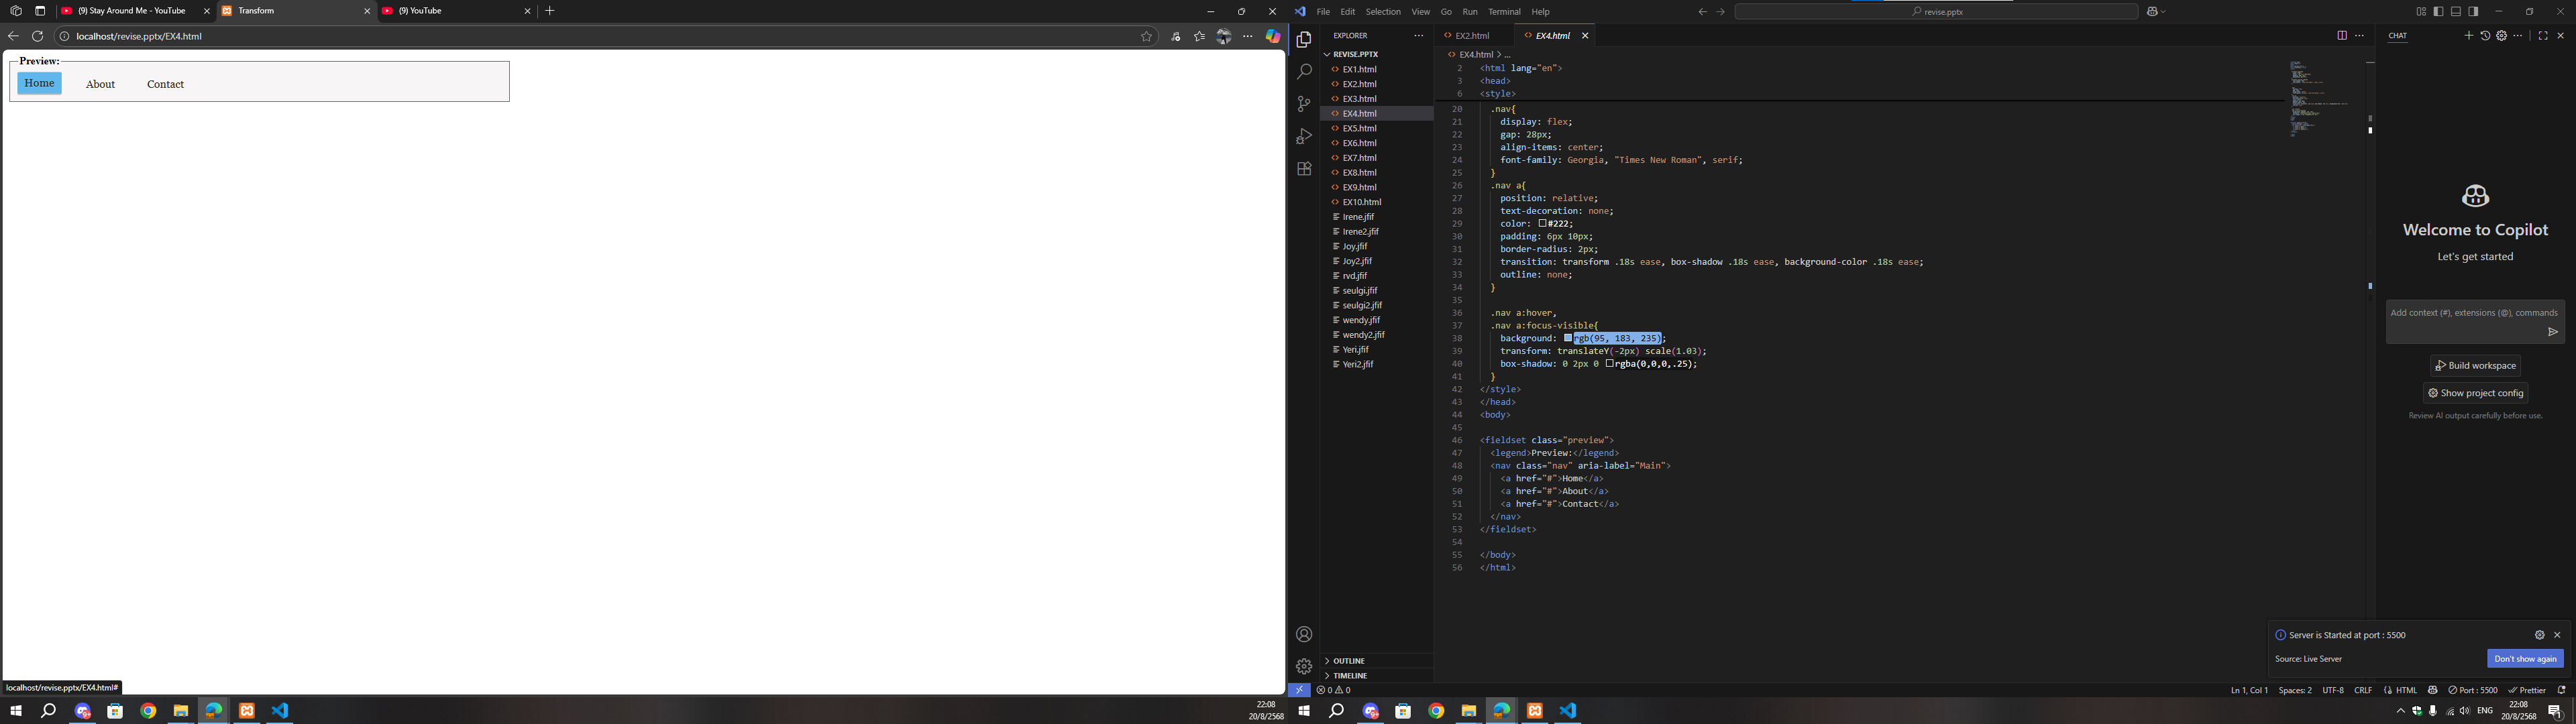 (9) Stay Around Me - YouTube
Transform
(9) YouTube
localhost/revise.pptx/EX4.html
Preview:
Home
About
Contact
localhost/revise.pptx/EX4.html#
22:08
20/8/2568
File Edit Selection View Go Run Terminal Help
revise.pptx
EXPLORER
REVISE.PPTX
EX1.html
EX2.html
EX3.html
EX4.html
EX5.html
EX6.html
EX7.html
EX8.html
EX9.html
EX10.html
Irene.jfif
Irene2.jfif
Joy.jfif
Joy2.jfif
rvd.jfif
seulgi.jfif
seulgi2.jfif
wendy.jfif
wendy2.jfif
Yeri.jfif
Yeri2.jfif
OUTLINE
TIMELINE
EX2.html
EX4.html
EX4.html > ...
2 <html lang="en">
3 <head>
6 <style>
20 .nav{
21 display: flex;
22 gap: 28px;
23 align-items: center;
24 font-family: Georgia, "Times New Roman", serif;
25 }
26 .nav a{
27 position: relative;
28 text-decoration: none;
29 color: #222;
30 padding: 6px 10px;
31 border-radius: 2px;
32 transition: transform .18s ease, box-shadow .18s ease, background-color .18s ease;
33 outline: none;
34 }
35
36 .nav a:hover,
37 .nav a:focus-visible{
38 background: rgb(95, 183, 235);
39 transform: translateY(-2px) scale(1.03);
40 box-shadow: 0 2px 0 rgba(0,0,0,.25);
41 }
42 </style>
43 </head>
44 <body>
45
46 <fieldset class="preview">
47 <legend>Preview:</legend>
48 <nav class="nav" aria-label="Main">
49 <a href="#">Home</a>
50 <a href="#">About</a>
51 <a href="#">Contact</a>
52 </nav>
53 </fieldset>
54
55 </body>
56 </html>
CHAT
Welcome to Copilot
Let's get started
Add context (#), extensions (@), commands
Build workspace
Show project config
Review AI output carefully before use.
Server is Started at port : 5500
Source: Live Server
Don't show again
0 0
Ln 1, Col 1
Spaces: 2
UTF-8
CRLF
HTML
Port : 5500
Prettier
ENG
22:08
20/8/2568